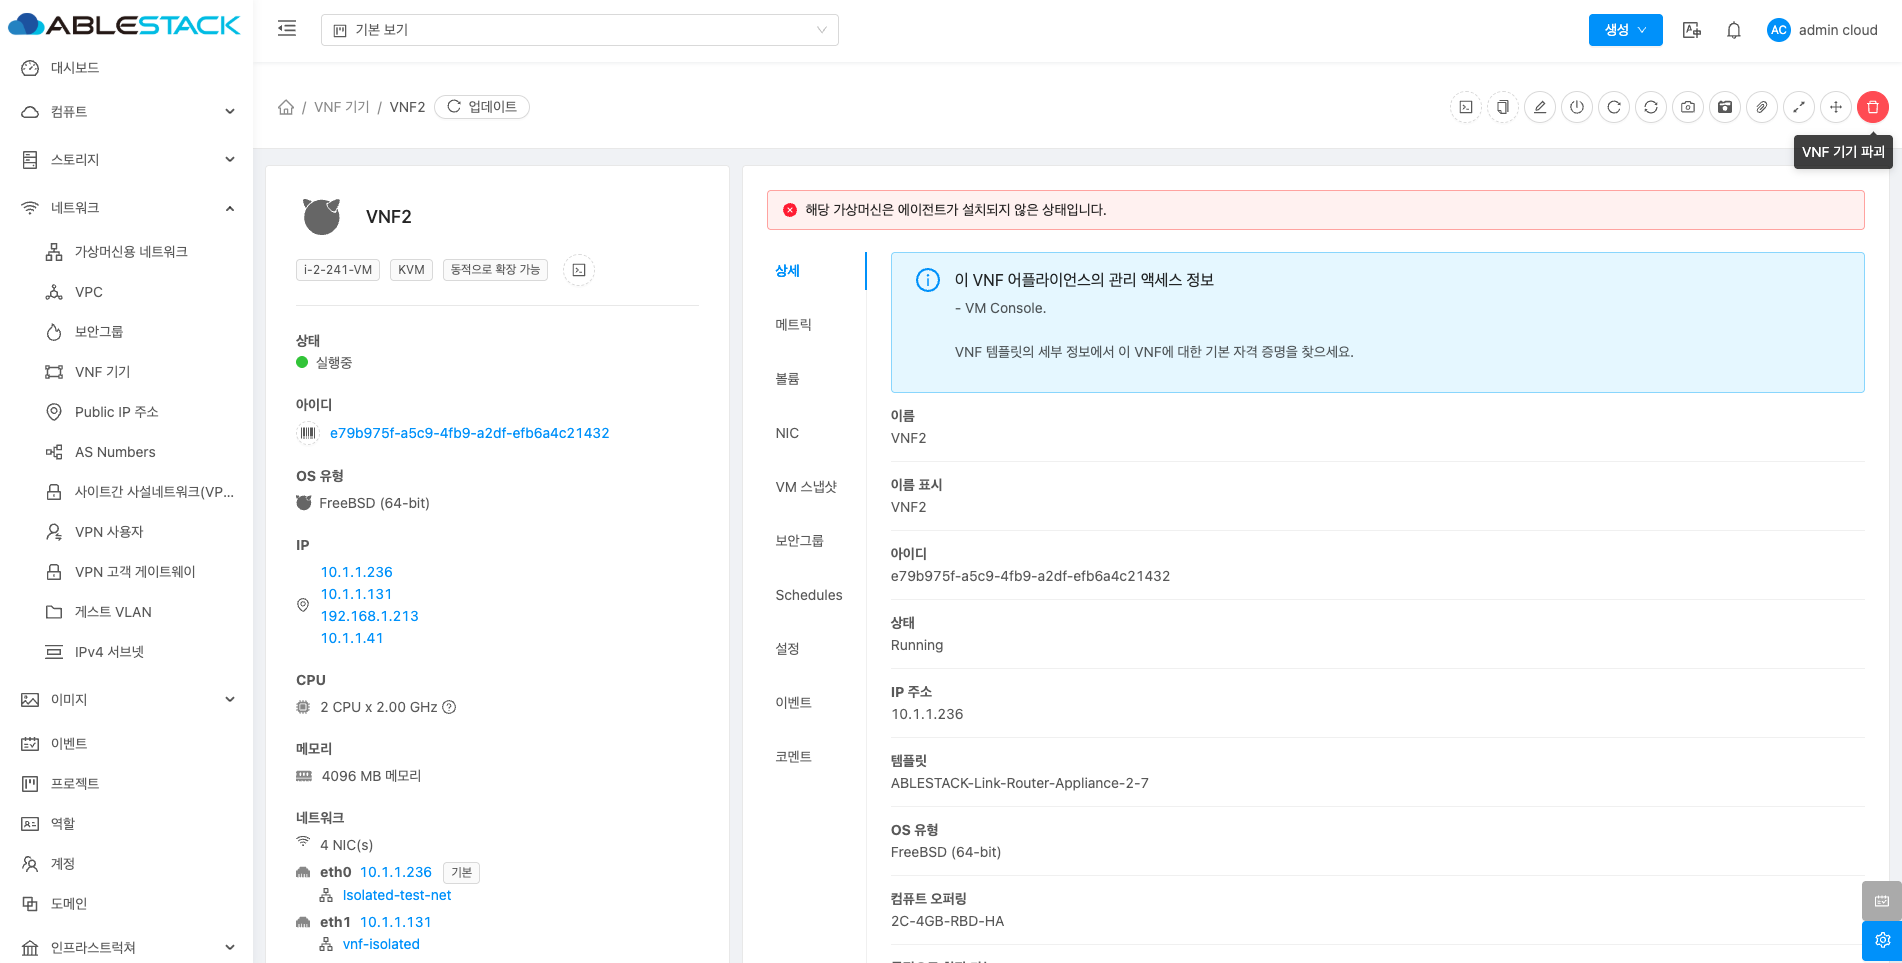 ABLESTACK
기본 보기
생성
AC
admin cloud
대시보드
컴퓨트
스토리지
네트워크
가상머신용 네트워크
VPC
보안그룹
VNF 기기
Public IP 주소
AS Numbers
사이트간 사설네트워크(VP...
VPN 사용자
VPN 고객 게이트웨이
게스트 VLAN
IPv4 서브넷
이미지
이벤트
프로젝트
역할
계정
도메인
인프라스트럭쳐
/ VNF 기기 / VNF2 업데이트
VNF 기기 파괴
VNF2
i-2-241-VM KVM 동적으로 확장 가능
상태
실행중
아이디
e79b975f-a5c9-4fb9-a2df-efb6a4c21432
OS 유형
FreeBSD (64-bit)
IP
10.1.1.236
10.1.1.131
192.168.1.213
10.1.1.41
CPU
2 CPU x 2.00 GHz
메모리
4096 MB 메모리
네트워크
4 NIC(s)
eth0 10.1.1.236 기본
Isolated-test-net
eth1 10.1.1.131
vnf-isolated
해당 가상머신은 에이전트가 설치되지 않은 상태입니다.
상세
메트릭
볼륨
NIC
VM 스냅샷
보안그룹
Schedules
설정
이벤트
코멘트
이 VNF 어플라이언스의 관리 액세스 정보
- VM Console.
VNF 템플릿의 세부 정보에서 이 VNF에 대한 기본 자격 증명을 찾으세요.
이름
VNF2
이름 표시
VNF2
아이디
e79b975f-a5c9-4fb9-a2df-efb6a4c21432
상태
Running
IP 주소
10.1.1.236
템플릿
ABLESTACK-Link-Router-Appliance-2-7
OS 유형
FreeBSD (64-bit)
컴퓨트 오퍼링
2C-4GB-RBD-HA